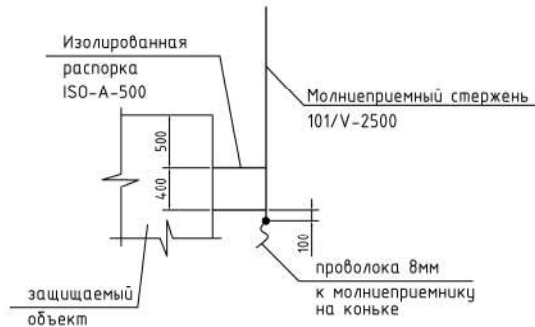 Изолированная
распорка
ISO-A-500
Молниеприемный стержень
101/V-2500
500
400
100
проволока 8мм
к молниеприемнику
на коньке
защищаемый
объект